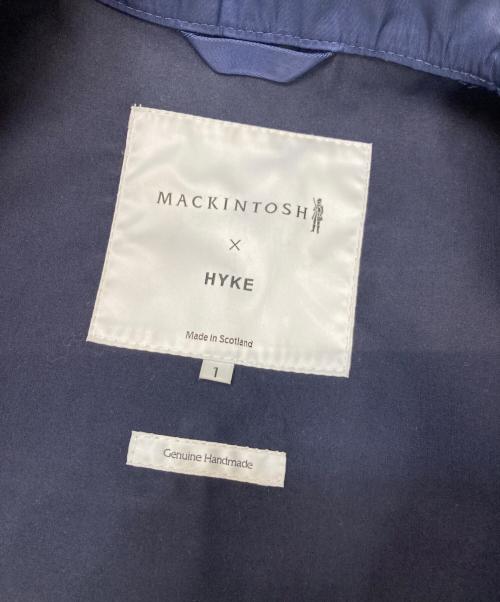 MACKINTOSH
×
HYKE
Made in Scotland
1
Genuine Handmade